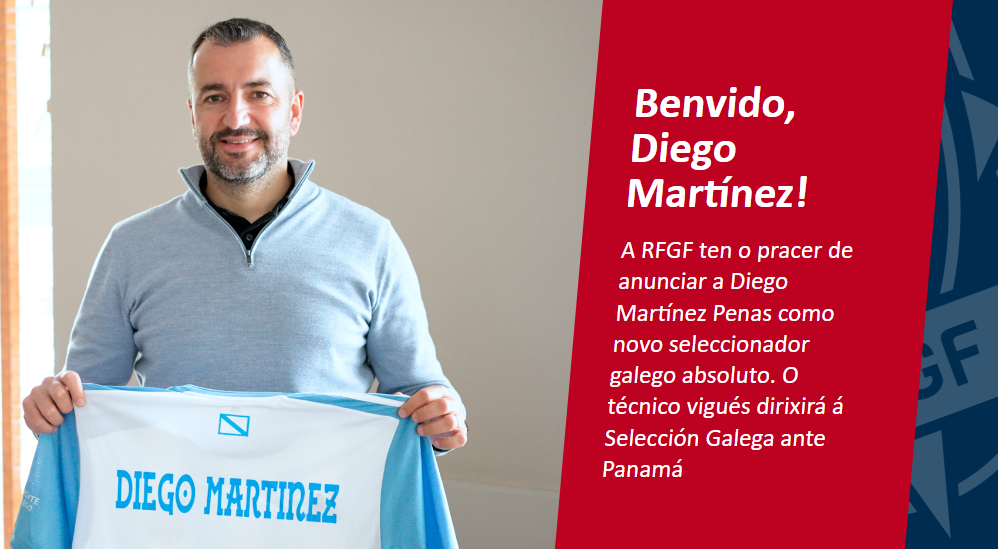 Benvido,
Diego
Martínez!
A RFGF ten o pracer de
anunciar a Diego
Martínez Penas como
novo seleccionador
galego absoluto. O
técnico vigués dirixirá á
Selección Galega ante
Panamá
DIEGO MARTINEZ
GF